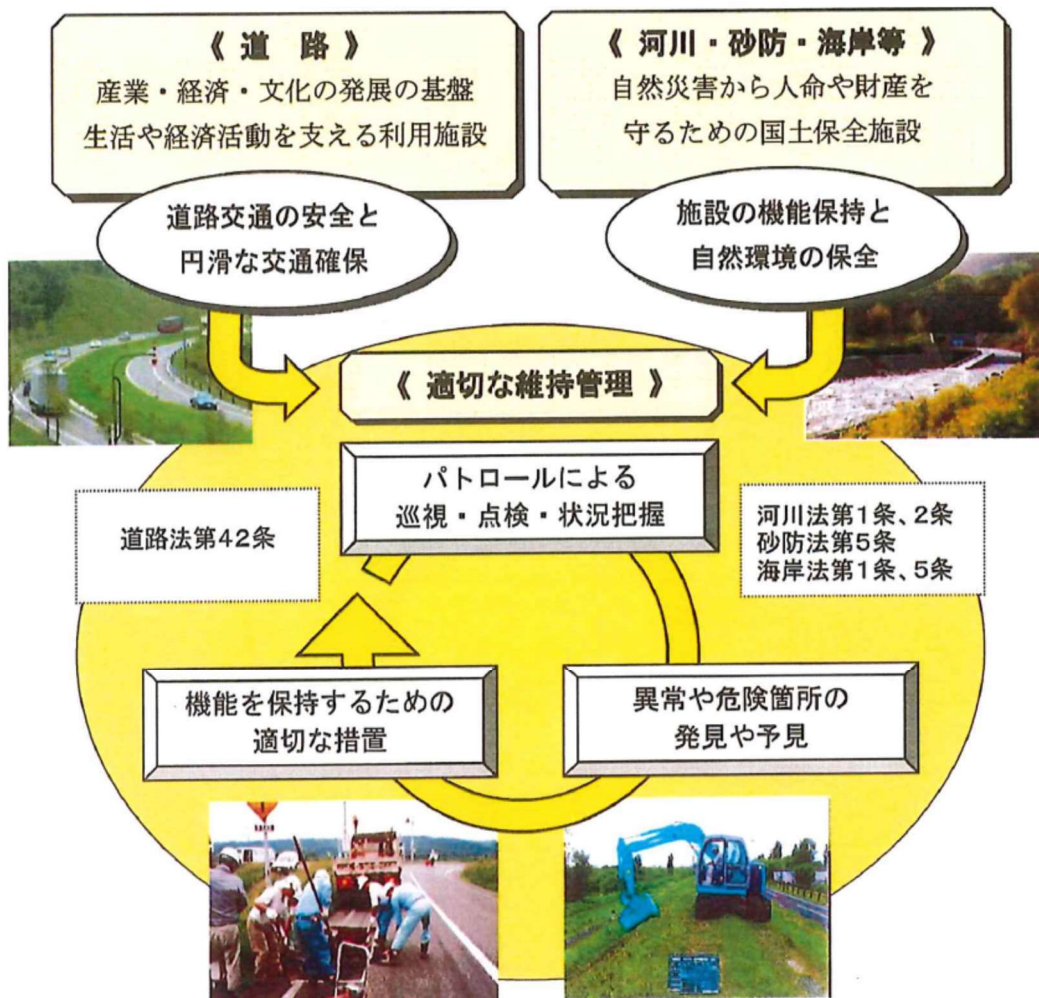 《 道　路 》
産業・経済・文化の発展の基盤
生活や経済活動を支える利用施設
《 河川・砂防・海岸等 》
自然災害から人命や財産を
守るための国土保全施設
道路交通の安全と
円滑な交通確保
施設の機能保持と
自然環境の保全
《 適切な維持管理 》
パトロールによる
巡視・点検・状況把握
道路法第42条
河川法第1条、2条
砂防法第5条
海岸法第1条、5条
機能を保持するための
適切な措置
異常や危険箇所の
発見や予見